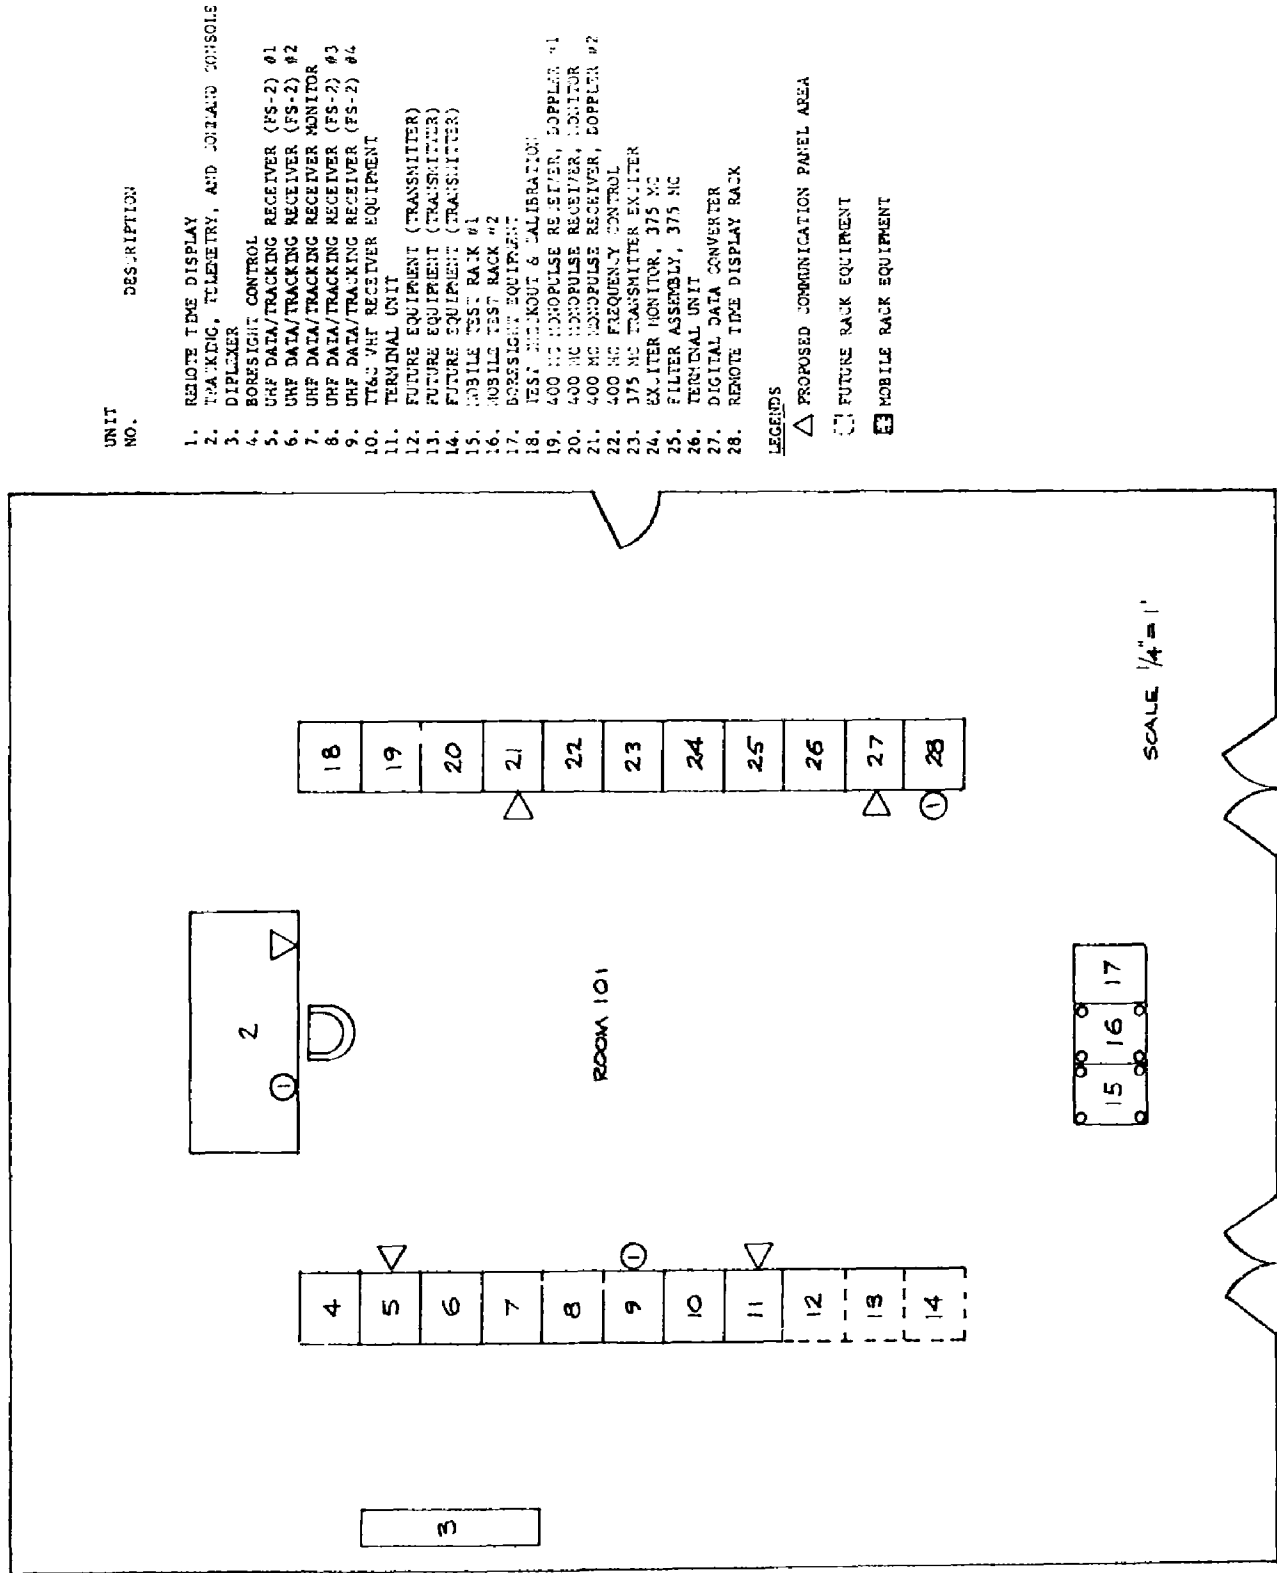 UNIT
NO. DESCRIPTION
1. REMOTE TIME DISPLAY
2. TRACKING, TELEMETRY, AND COMMAND CONSOLE
3. DIPLEXER
4. BORESIGHT CONTROL
5. UHF DATA/TRACKING RECEIVER (FS-2) #1
6. UHF DATA/TRACKING RECEIVER (FS-2) #2
7. UHF DATA/TRACKING RECEIVER MONITOR
8. UHF DATA/TRACKING RECEIVER (FS-2) #3
9. UHF DATA/TRACKING RECEIVER (FS-2) #4
10. TT&C VHF RECEIVER EQUIPMENT
11. TERMINAL UNIT
12. FUTURE EQUIPMENT (TRANSMITTER)
13. FUTURE EQUIPMENT (TRANSMITTER)
14. FUTURE EQUIPMENT (TRANSMITTER)
15. MOBILE TEST RACK #1
16. MOBILE TEST RACK #2
17. BORESIGHT EQUIPMENT
18. TEST CHECKOUT & CALIBRATION
19. 400 MC MONOPULSE RECEIVER, DOPPLER #1
20. 400 MC MONOPULSE RECEIVER, MONITOR
21. 400 MC MONOPULSE RECEIVER, DOPPLER #2
22. 400 MC FREQUENCY CONTROL
23. 375 MC TRANSMITTER EXCITER
24. EXCITER MONITOR, 375 MC
25. FILTER ASSEMBLY, 375 MC
26. TERMINAL UNIT
27. DIGITAL DATA CONVERTER
28. REMOTE TIME DISPLAY RACK
LEGENDS
PROPOSED COMMUNICATION PANEL AREA
FUTURE RACK EQUIPMENT
MOBILE RACK EQUIPMENT
3
4
5
6
7
8
9
10
11
12
13
14
1
1
2
ROOM 101
15
16
17
18
19
20
21
22
23
24
25
26
27
28
1
SCALE 1/4" = 1'